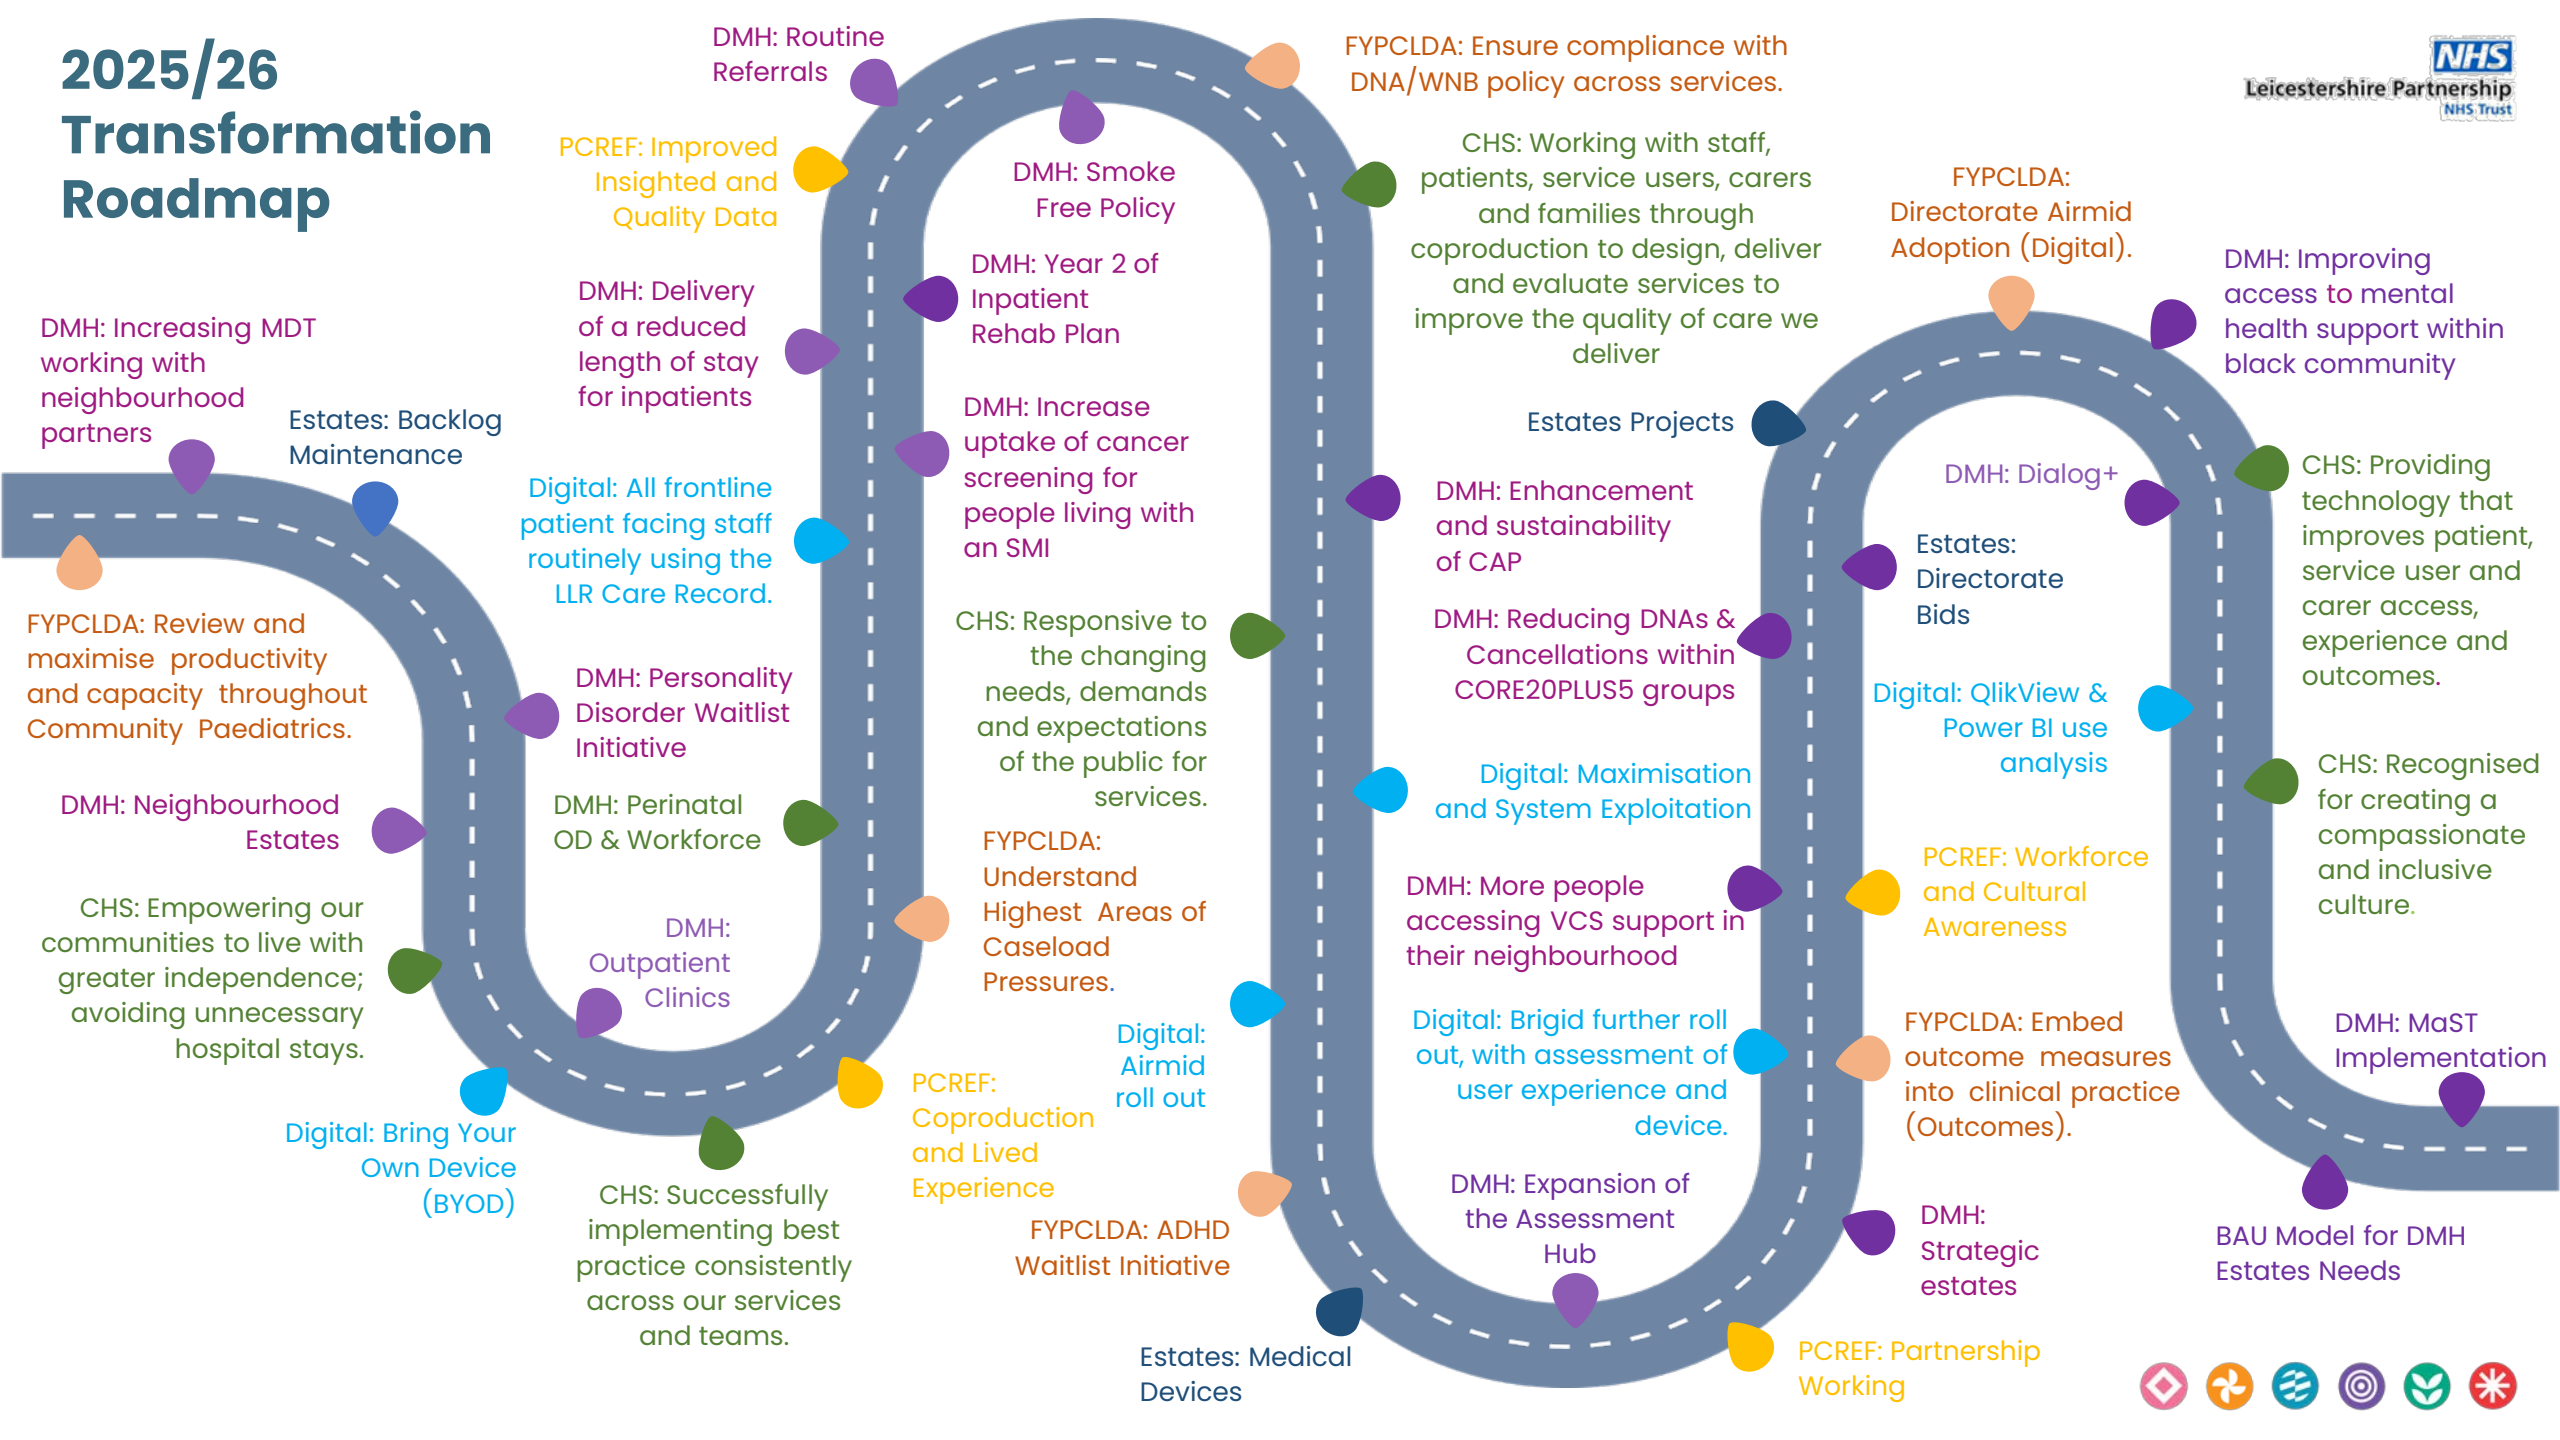 2025/26
Transformation
Roadmap
NHS
Leicestershire Partnership
NHS Trust
DMH: Increasing MDT
working with
neighbourhood
partners
Estates: Backlog
Maintenance
FYPCLDA: Review and
maximise productivity
and capacity throughout
Community Paediatrics.
DMH: Neighbourhood
Estates
CHS: Empowering our
communities to live with
greater independence;
avoiding unnecessary
hospital stays.
Digital: Bring Your
Own Device
(BYOD)
DMH: Personality
Disorder Waitlist
Initiative
DMH: Perinatal
OD & Workforce
DMH:
Outpatient
Clinics
CHS: Successfully
implementing best
practice consistently
across our services
and teams.
PCREF:
Coproduction
and Lived
Experience
FYPCLDA:
Understand
Highest Areas of
Caseload
Pressures.
Digital: All frontline
patient facing staff
routinely using the
LLR Care Record.
DMH: Increase
uptake of cancer
screening for
people living with
an SMI
DMH: Delivery
of a reduced
length of stay
for inpatients
DMH: Year 2 of
Inpatient
Rehab Plan
PCREF: Improved
Insighted and
Quality Data
DMH: Routine
Referrals
DMH: Smoke
Free Policy
FYPCLDA: Ensure compliance with
DNA/WNB policy across services.
CHS: Working with staff,
patients, service users, carers
and families through
coproduction to design, deliver
and evaluate services to
improve the quality of care we
deliver
DMH: Enhancement
and sustainability
of CAP
CHS: Responsive to
the changing
needs, demands
and expectations
of the public for
services.
Digital: Maximisation
and System Exploitation
Digital:
Airmid
roll out
FYPCLDA: ADHD
Waitlist Initiative
Estates: Medical
Devices
DMH: Expansion of
the Assessment
Hub
PCREF: Partnership
Working
DMH:
Strategic
estates
Digital: Brigid further roll
out, with assessment of
user experience and
device.
FYPCLDA: Embed
outcome measures
into clinical practice
(Outcomes).
DMH: More people
accessing VCS support in
their neighbourhood
PCREF: Workforce
and Cultural
Awareness
DMH: Reducing DNAs &
Cancellations within
CORE20PLUS5 groups
Estates:
Directorate
Bids
Estates Projects
FYPCLDA:
Directorate Airmid
Adoption (Digital).
DMH: Improving
access to mental
health support within
black community
DMH: Dialog+
CHS: Providing
technology that
improves patient,
service user and
carer access,
experience and
outcomes.
Digital: QlikView &
Power BI use
analysis
CHS: Recognised
for creating a
compassionate
and inclusive
culture.
DMH: MaST
Implementation
BAU Model for DMH
Estates Needs